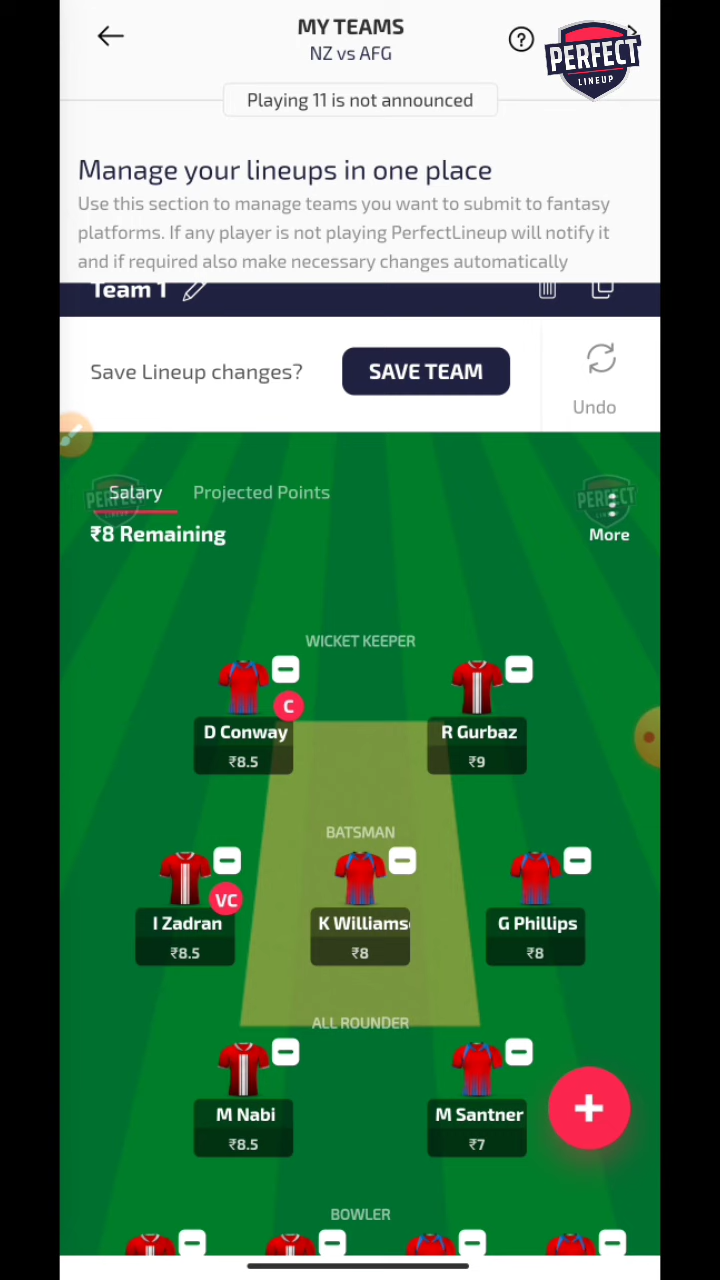 MY TEAMS
NZ vs AFG
?
PERFECT
LINEUP
Playing 11 is not announced
Manage your lineups in one place
Use this section to manage teams you want to submit to fantasy
platforms. If any player is not playing PerfectLineup will notify it
and if required also make necessary changes automatically
Team 1
Save Lineup changes?
SAVE TEAM
Undo
Salary
Projected Points
PERFECT
₹8 Remaining
More
WICKET KEEPER
C
D Conway
₹8.5
R Gurbaz
₹9
BATSMAN
VC
I Zadran
₹8.5
K Williams
₹8
G Phillips
₹8
ALL ROUNDER
M Nabi
₹8.5
M Santner
₹7
BOWLER